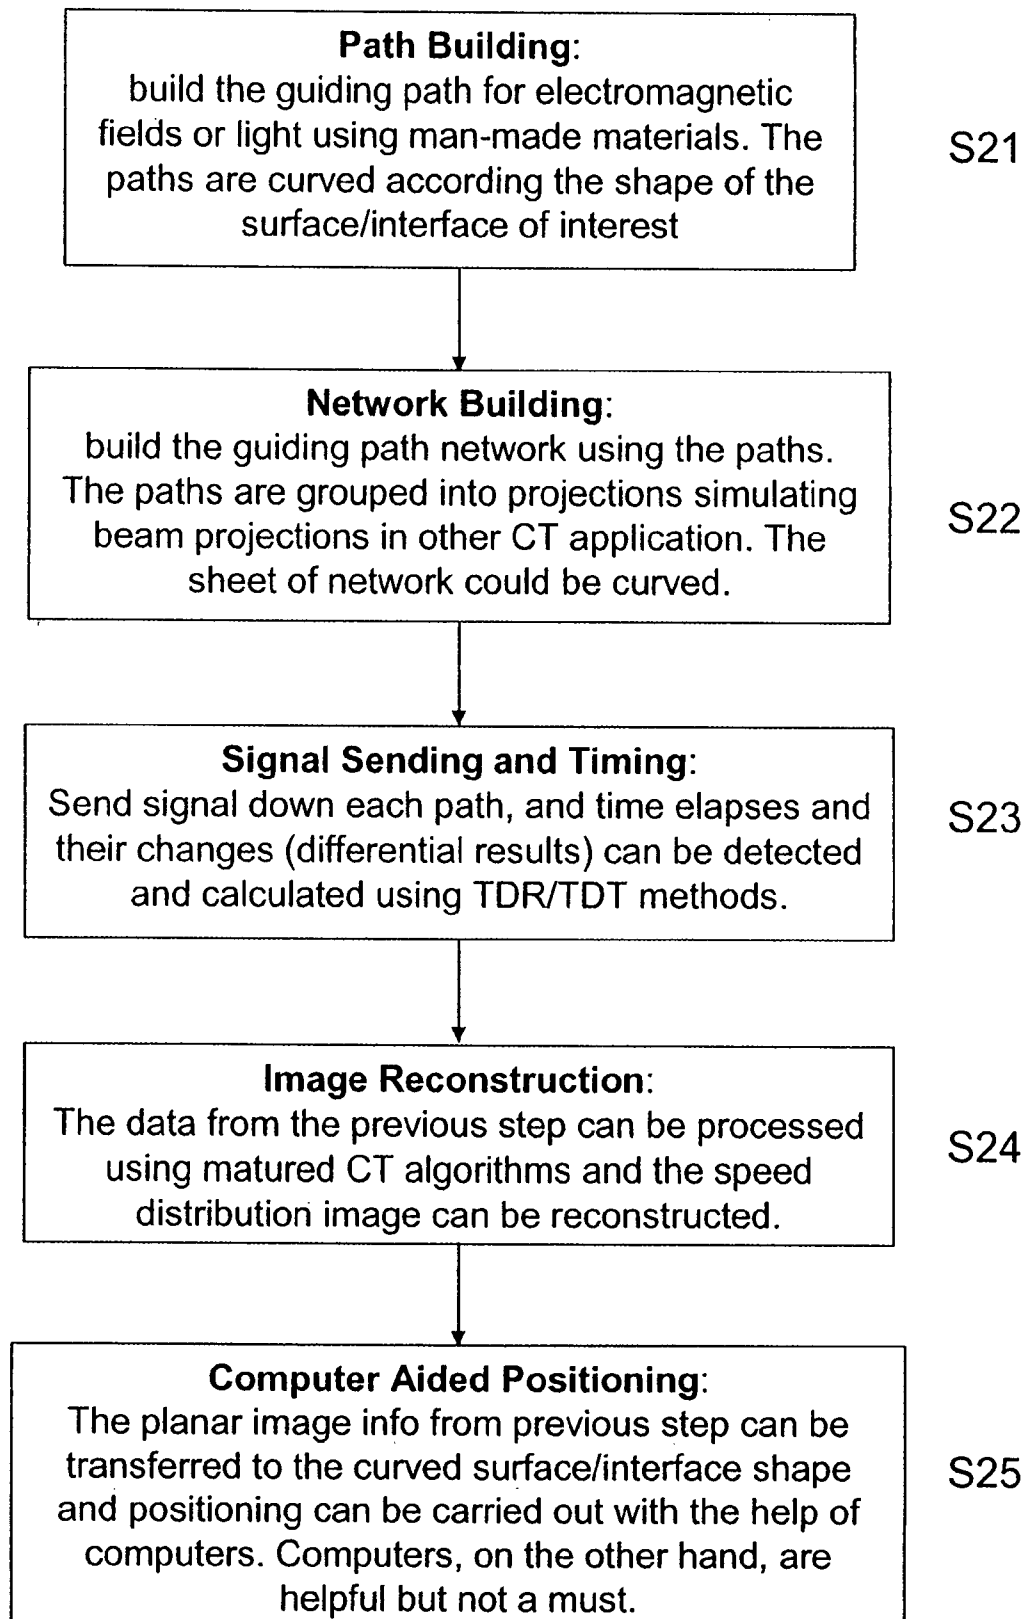 Path Building:
build the guiding path for electromagnetic
fields or light using man-made materials. The
paths are curved according the shape of the
surface/interface of interest
S21
Network Building:
build the guiding path network using the paths.
The paths are grouped into projections simulating
beam projections in other CT application. The
sheet of network could be curved.
S22
Signal Sending and Timing:
Send signal down each path, and time elapses and
their changes (differential results) can be detected
and calculated using TDR/TDT methods.
S23
Image Reconstruction:
The data from the previous step can be processed
using matured CT algorithms and the speed
distribution image can be reconstructed.
S24
Computer Aided Positioning:
The planar image info from previous step can be
transferred to the curved surface/interface shape
and positioning can be carried out with the help of
computers. Computers, on the other hand, are
helpful but not a must.
S25